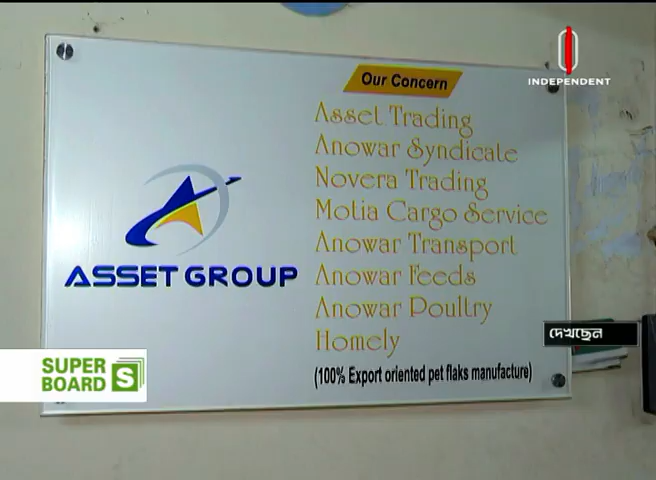 Our Concern
INDEPENDENT
Asset Trading
Anowar Syndicate
Novera Trading
Motia Cargo Service
ASSET GROUP
Anowar Transport
Anowar Feeds
Anowar Poultry
Homely
(100% Export oriented pet flaks manufacture)
দেখছেন
SUPER
BOARD S